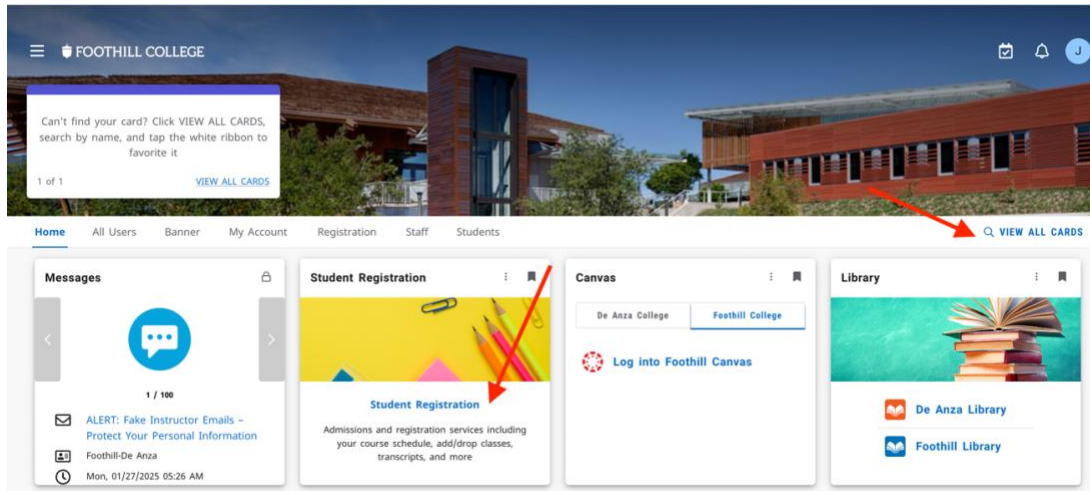 FOOTHILL COLLEGE
J
Can't find your card? Click VIEW ALL CARDS,
search by name, and tap the white ribbon to
favorite it
1 of 1
VIEW ALL CARDS
Home
All Users
Banner
My Account
Registration
Staff
Students
VIEW ALL CARDS
Messages
1 / 100
ALERT: Fake Instructor Emails –
Protect Your Personal Information
Foothill-De Anza
Mon, 01/27/2025 05:26 AM
Student Registration
Student Registration
Admissions and registration services including
your course schedule, add/drop classes,
transcripts, and more
Canvas
De Anza College
Foothill College
Log into Foothill Canvas
Library
De Anza Library
Foothill Library